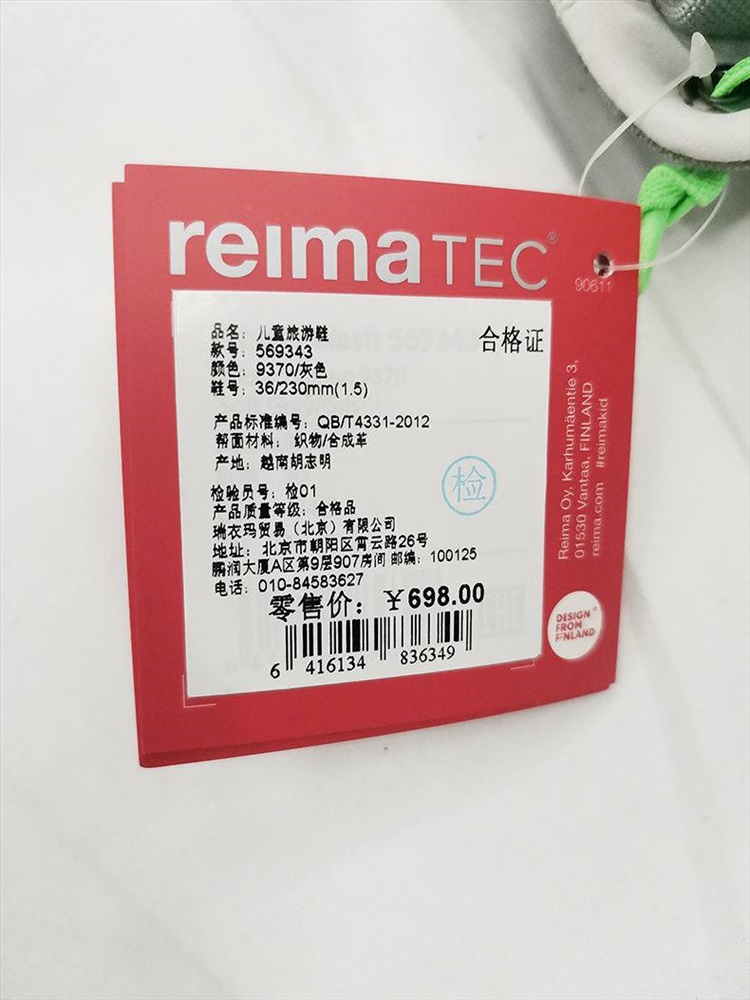 reimaTEC®
90611
合格证
品名：儿童旅游鞋
款号：569343
颜色：9370/灰色
鞋号：36/230mm(1.5)
产品标准编号：QB/T4331-2012
帮面材料：织物/合成革
产地：越南胡志明
检
检验员号：检01
产品质量等级：合格品
瑞衣玛贸易（北京）有限公司
地址：北京市朝阳区霄云路26号
鹏润大厦A区第9层907房间 邮编：100125
电话：010-84583627
零售价：¥698.00
6 416134 836349
Reima Oy, Karhumäentie 3,
01530 Vantaa, FINLAND
reima.com #reimakid
DESIGN
FROM
FINLAND